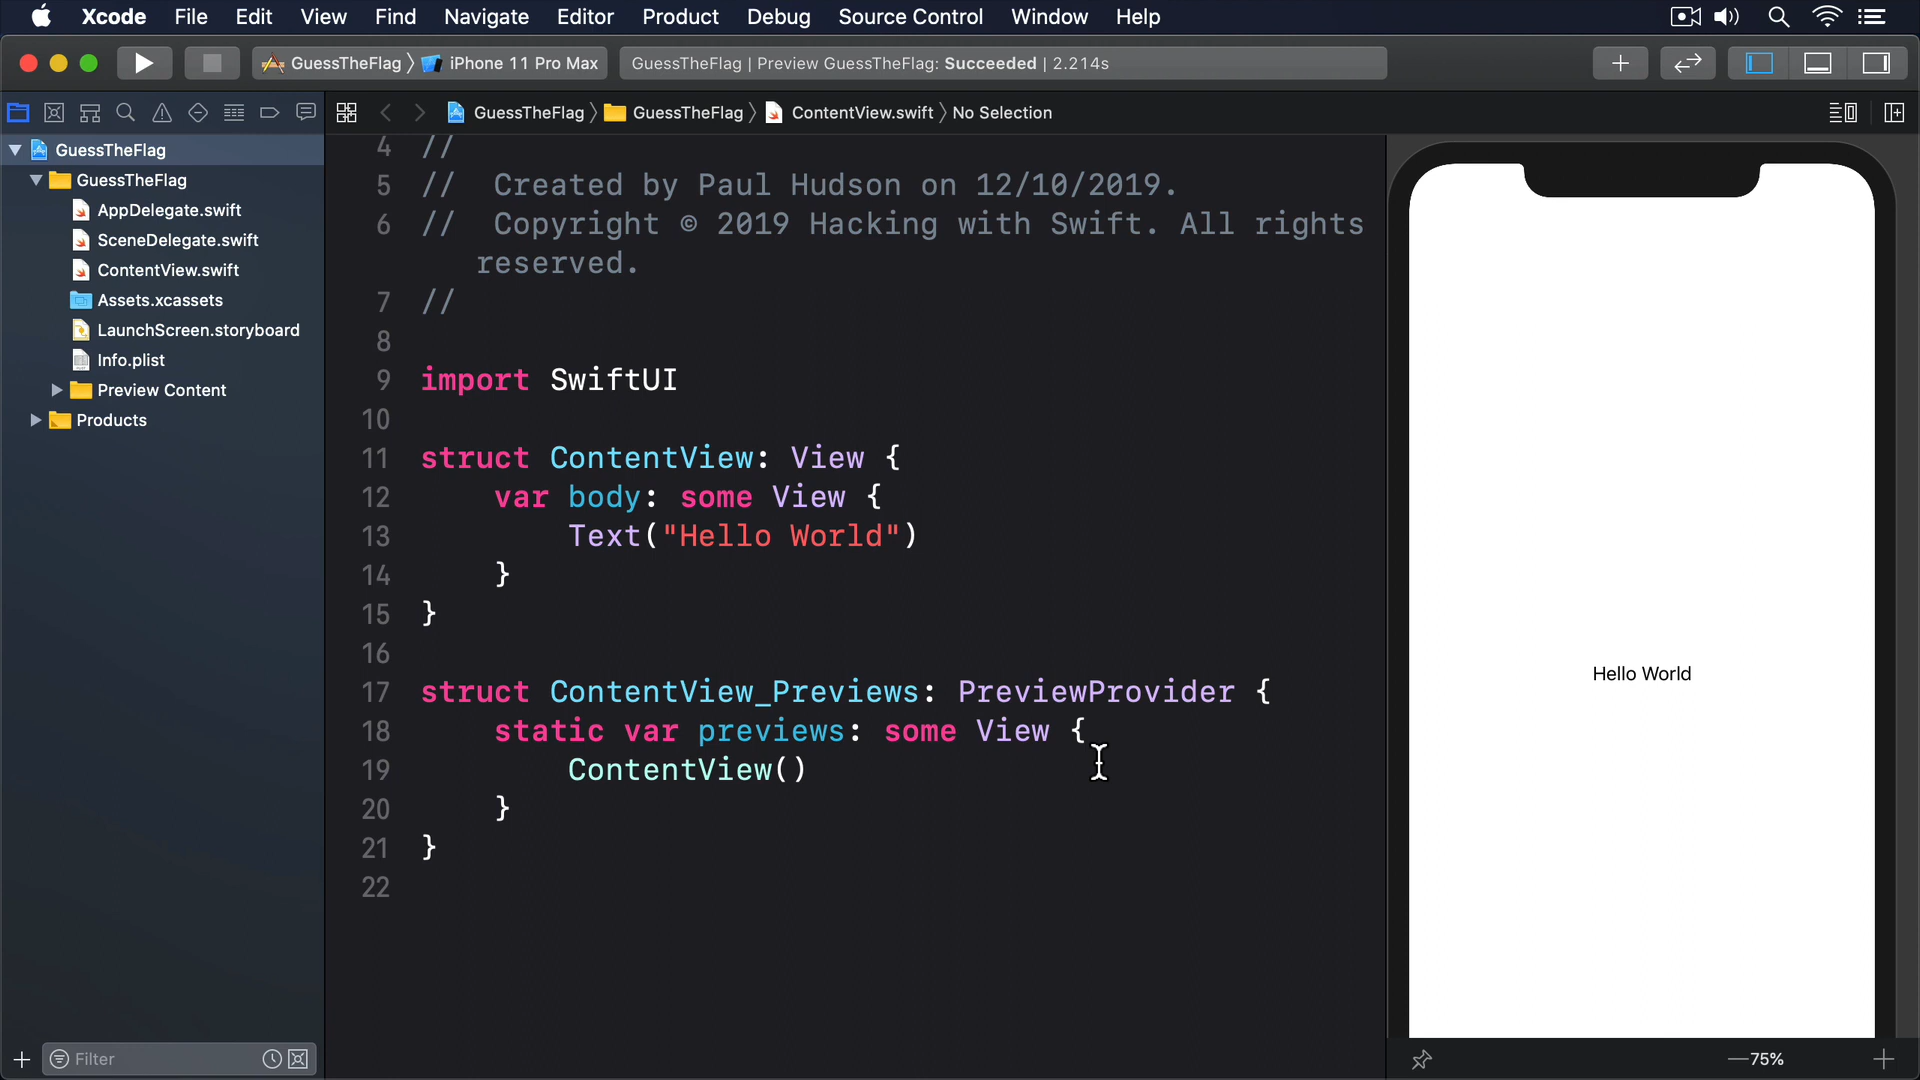 Xcode File Edit View Find Navigate Editor Product Debug Source Control Window Help
GuessTheFlag iPhone 11 Pro Max GuessTheFlag | Preview GuessTheFlag: Succeeded | 2.214s
GuessTheFlag GuessTheFlag ContentView.swift No Selection
GuessTheFlag
GuessTheFlag
AppDelegate.swift
SceneDelegate.swift
ContentView.swift
Assets.xcassets
LaunchScreen.storyboard
Info.plist
Preview Content
Products
Filter
4 //
5 // Created by Paul Hudson on 12/10/2019.
6 // Copyright © 2019 Hacking with Swift. All rights
reserved.
7 //
8
9 import SwiftUI
10
11 struct ContentView: View {
12 var body: some View {
13 Text("Hello World")
14 }
15 }
16
17 struct ContentView_Previews: PreviewProvider {
18 static var previews: some View {
19 ContentView()
20 }
21 }
22
Hello World
75%